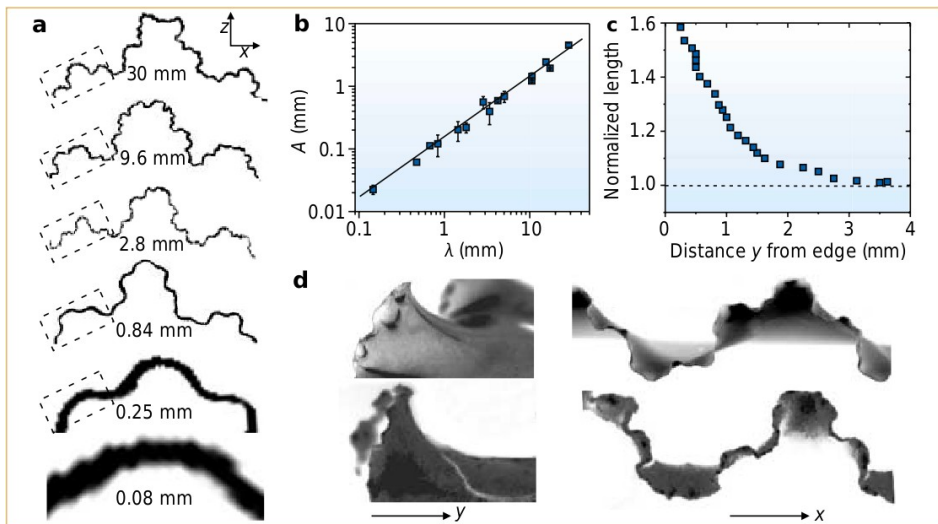 a
z
x
30 mm
9.6 mm
2.8 mm
0.84 mm
0.25 mm
0.08 mm
b
10
1
0.1
0.01
A (mm)
0.1 1 10
λ (mm)
c
1.6
1.4
1.2
1.0
Normalized length
0 1 2 3 4
Distance y from edge (mm)
d
y
x